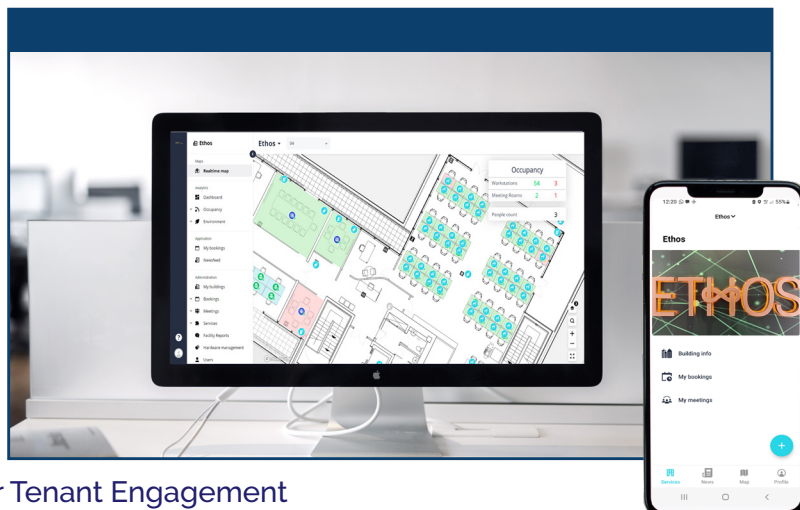 Ethos
Maps
Realtime map
Analytics
Dashboard
Occupancy
Environment
Application
My bookings
Newsfeed
Administration
My buildings
Bookings
Meetings
Services
Facility Reports
Hardware management
Users
Ethos
Occupancy
Workstations 54 3
Meeting Rooms 2 1
People count 3
12:20 55%
Ethos
Ethos
ETHOS
Building info
My bookings
My meetings
Services News Map Profile
Tenant Engagement